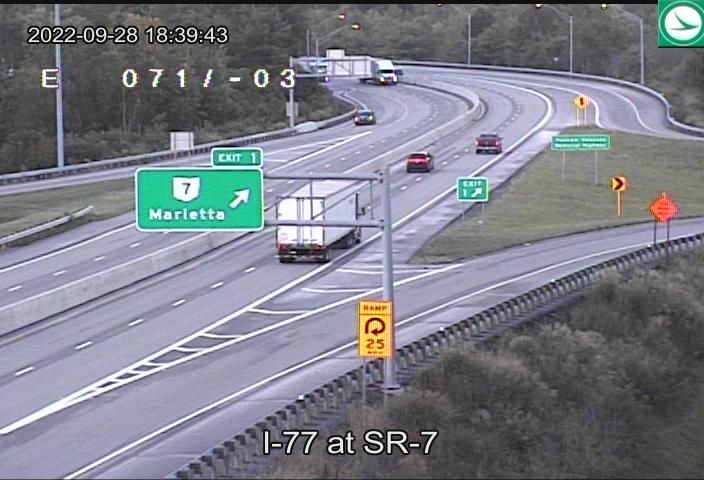 2022-09-28 18:39:43
E 071/-03
EXIT 1
7
Marietta
EXIT
1
RAMP
25
MPH
I-77 at SR-7